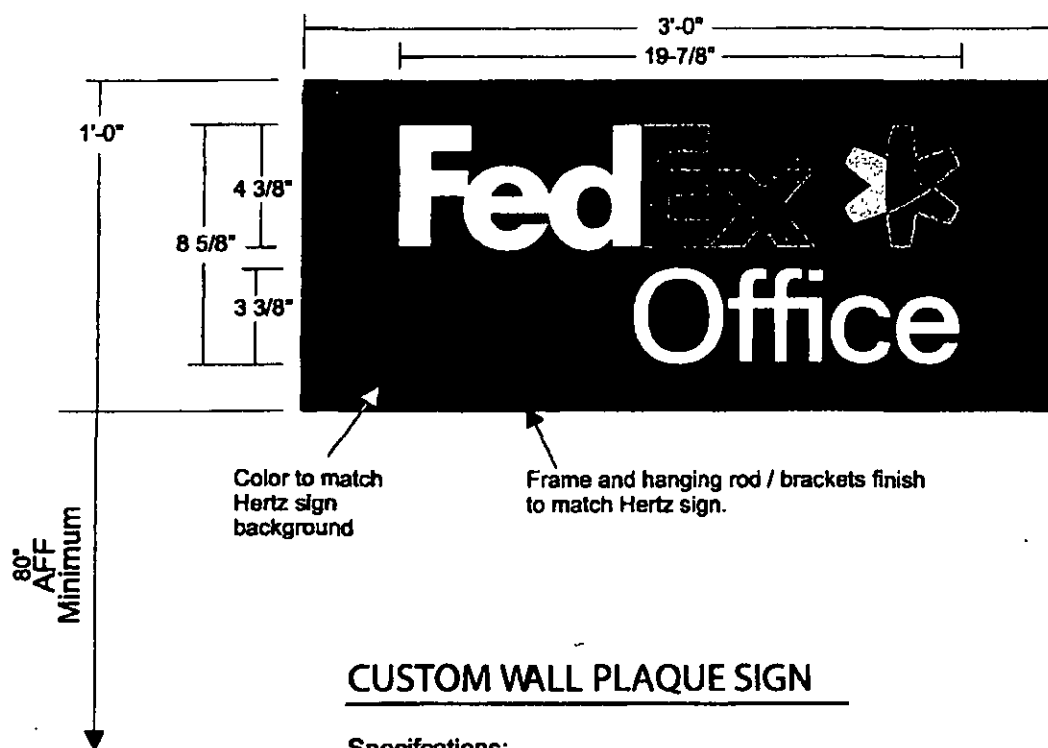 3'-0"
19-7/8"
1'-0"
4 3/8"
8 5/8"
3 3/8"
FedEx
Office
Color to match
Hertz sign
background
Frame and hanging rod / brackets finish
to match Hertz sign.
80"
AFF
Minimum
CUSTOM WALL PLAQUE SIGN
Specifcations: